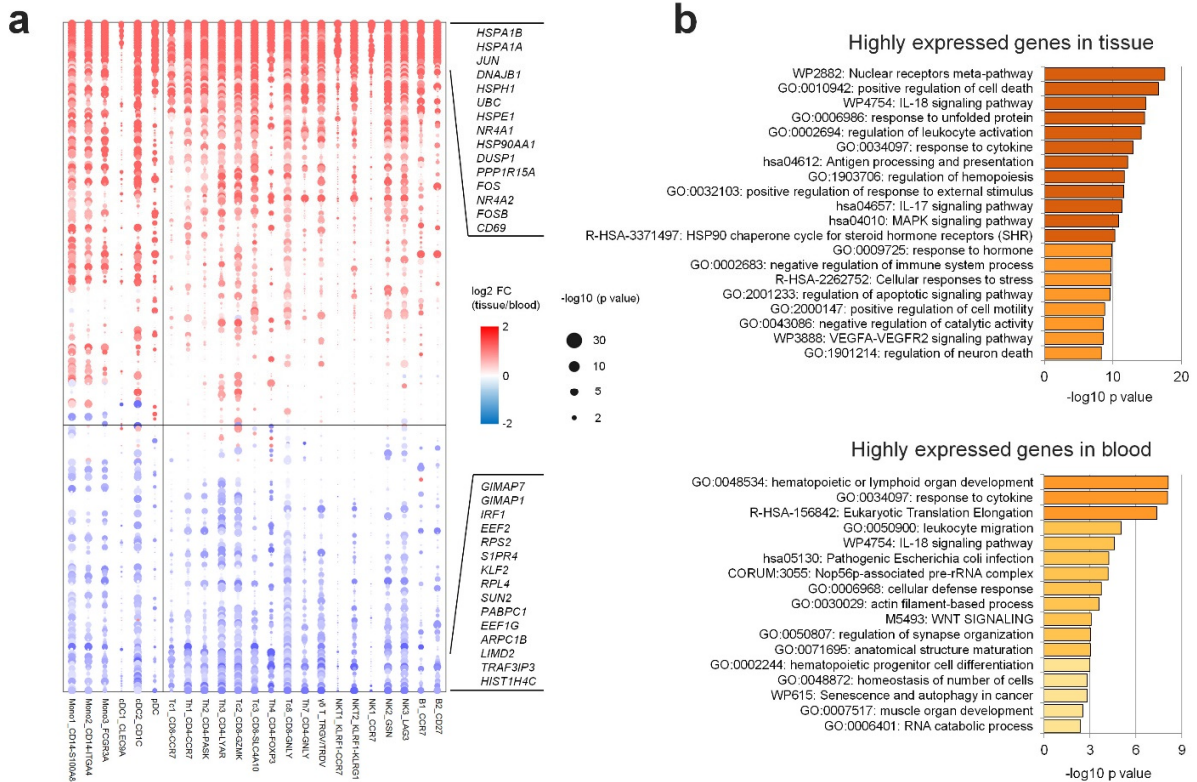 a
HSPA1B
HSPA1A
JUN
DNAJB1
HSPH1
UBC
HSPE1
NR4A1
HSP90AA1
DUSP1
PPP1R15A
FOS
NR4A2
FOSB
CD69
log2 FC
(tissue/blood)
2
0
-2
-log10 (p value)
30
10
5
2
GIMAP7
GIMAP1
IRF1
EEF2
RPS2
S1PR4
KLF2
RPL4
SUN2
PABPC1
EEF1G
ARPC1B
LIMD2
TRAF3IP3
HIST1H4C
Mono1_CD14-S100A8
Mono2_CD14-ITGA4
Mono3_FCGR3A
cDC1_CLEC9A
cDC2_CD1C
pDC
Tc1_CD8-CCR7
Th1_CD4-CCR7
Th2_CD4-PASK
Th3_CD4-LYAR
Tc2_CD8-GZMK
Tc3_CD8-SLC4A10
Th4_CD4-FOXP3
Tc8_CD8-GNLY
Th7_CD4-GNLY
γδ T_TRGV/TRDV
NKT1_KLRF1-CCR7
NKT2_KLRF1-KLRG1
NK1_CCR7
NK2_GSN
NK3_LAG3
B1_CCR7
B2_CD27
b
Highly expressed genes in tissue
WP2882: Nuclear receptors meta-pathway
GO:0010942: positive regulation of cell death
WP4754: IL-18 signaling pathway
GO:0006986: response to unfolded protein
GO:0002694: regulation of leukocyte activation
GO:0034097: response to cytokine
hsa04612: Antigen processing and presentation
GO:1903706: regulation of hemopoiesis
GO:0032103: positive regulation of response to external stimulus
hsa04657: IL-17 signaling pathway
hsa04010: MAPK signaling pathway
R-HSA-3371497: HSP90 chaperone cycle for steroid hormone receptors (SHR)
GO:0009725: response to hormone
GO:0002683: negative regulation of immune system process
R-HSA-2262752: Cellular responses to stress
GO:2001233: regulation of apoptotic signaling pathway
GO:2000147: positive regulation of cell motility
GO:0043086: negative regulation of catalytic activity
WP3888: VEGFA-VEGFR2 signaling pathway
GO:1901214: regulation of neuron death
0 10 20
-log10 p value
Highly expressed genes in blood
GO:0048534: hematopoietic or lymphoid organ development
GO:0034097: response to cytokine
R-HSA-156842: Eukaryotic Translation Elongation
GO:0050900: leukocyte migration
WP4754: IL-18 signaling pathway
hsa05130: Pathogenic Escherichia coli infection
CORUM:3055: Nop56p-associated pre-rRNA complex
GO:0006968: cellular defense response
GO:0030029: actin filament-based process
M5493: WNT SIGNALING
GO:0050807: regulation of synapse organization
GO:0071695: anatomical structure maturation
GO:0002244: hematopoietic progenitor cell differentiation
GO:0048872: homeostasis of number of cells
WP615: Senescence and autophagy in cancer
GO:0007517: muscle organ development
GO:0006401: RNA catabolic process
0 3 6 9
-log10 p value